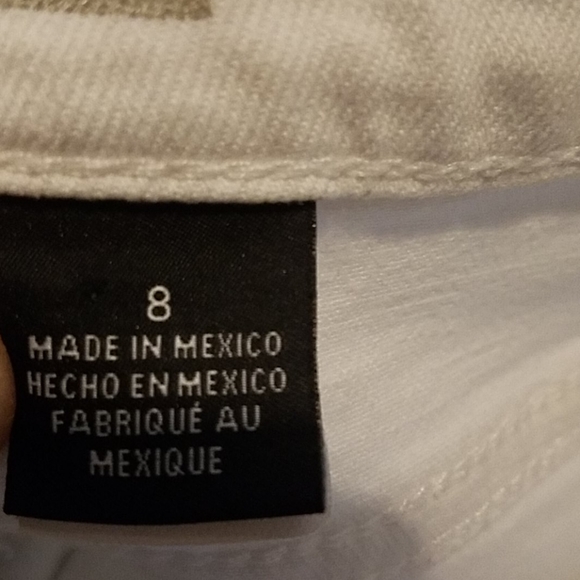 8
MADE IN MEXICO
HECHO EN MEXICO
FABRIQUÉ AU
MEXIQUE